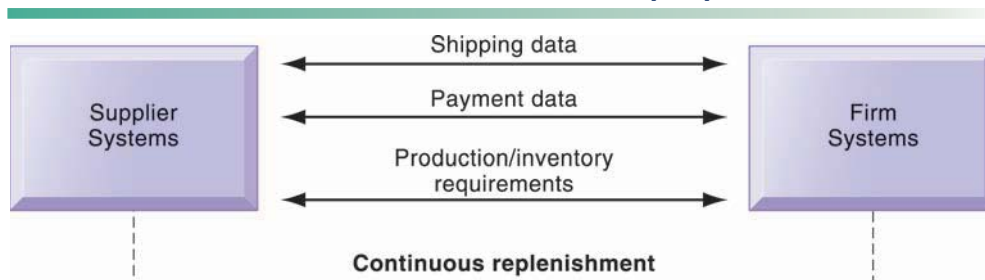 Shipping data
Supplier
Systems
Payment data
Firm
Systems
Production/inventory
requirements
Continuous replenishment